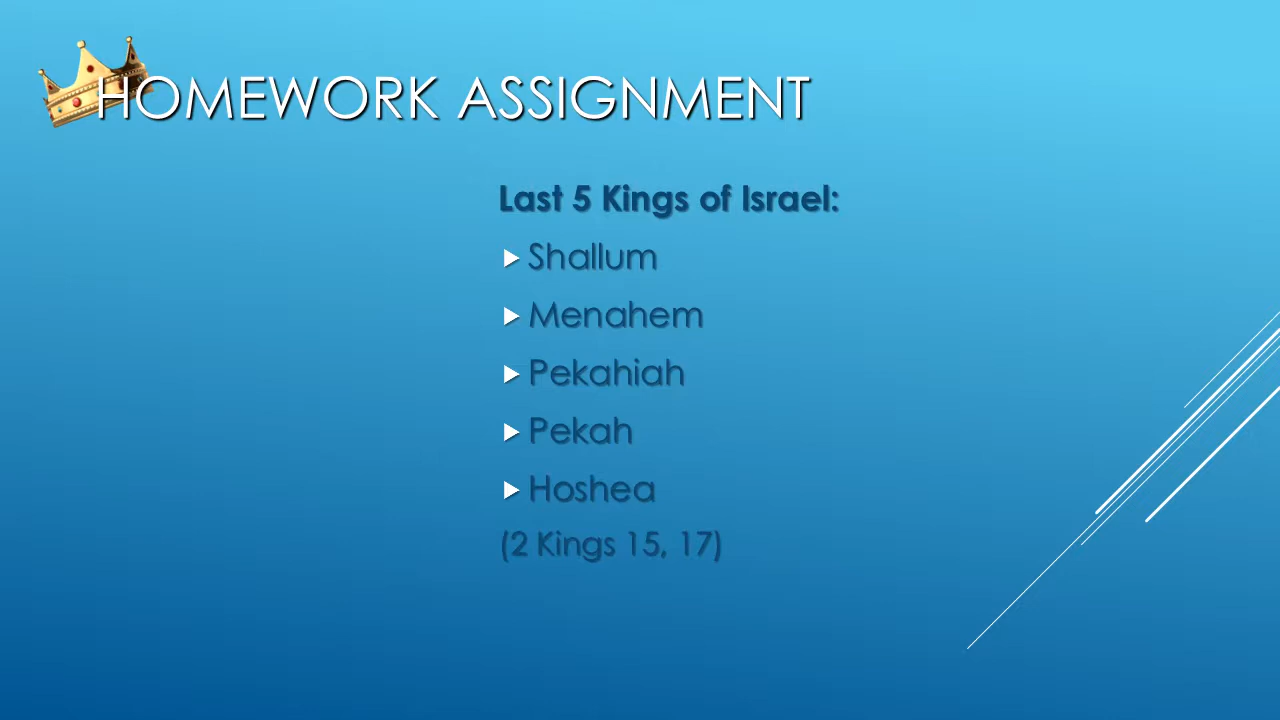 HOMEWORK ASSIGNMENT
Last 5 Kings of Israel:
Shallum
Menahem
Pekahiah
Pekah
Hoshea
(2 Kings 15, 17)